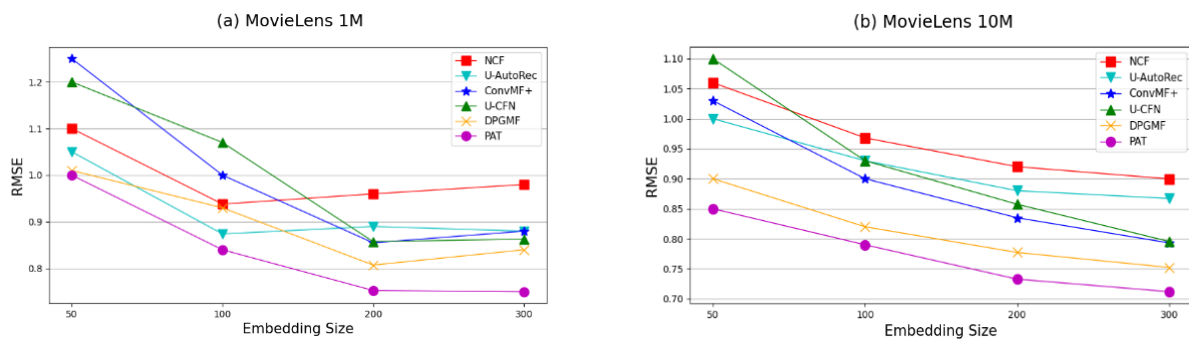 (a) MovieLens 1M
RMSE
1.2
1.1
1.0
0.9
0.8
50
100
200
300
Embedding Size
NCF
U-AutoRec
ConvMF+
U-CFN
DPGMF
PAT
(b) MovieLens 10M
RMSE
1.10
1.05
1.00
0.95
0.90
0.85
0.80
0.75
0.70
50
100
200
300
Embedding Size
NCF
U-AutoRec
ConvMF+
U-CFN
DPGMF
PAT